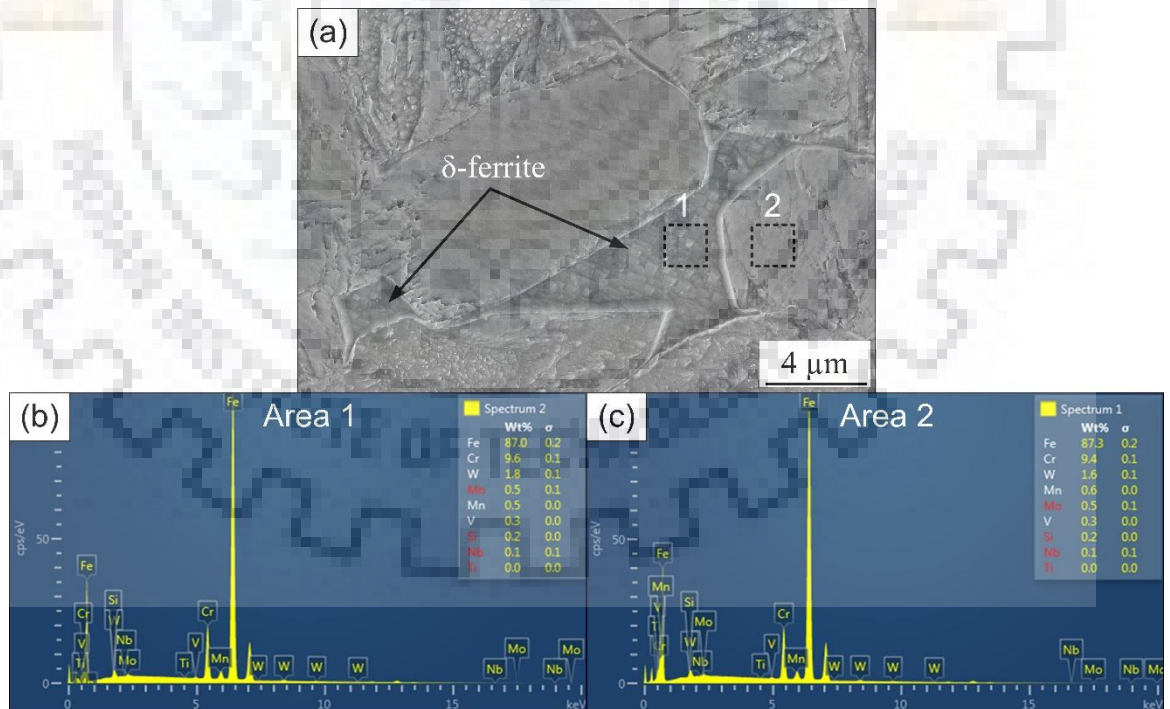 (a)
δ-ferrite
1
2
4 µm
(b)
Area 1
Spectrum 2
Wt% σ
Fe 87.0 0.2
Cr 9.6 0.1
W 1.8 0.1
Mo 0.5 0.1
Mn 0.5 0.0
V 0.3 0.0
Si 0.2 0.0
Nb 0.1 0.1
Ti 0.0 0.0
cps/eV
50
0
Fe
Fe
Cr
V
Si
W
Nb
Mo
Ti
V
Cr
Mn
W
W
W
W
Nb
Mo
Nb
Mo
0
5
10
15
keV
(c)
Area 2
Spectrum 1
Wt% σ
Fe 87.3 0.2
Cr 9.4 0.1
W 1.6 0.1
Mn 0.6 0.0
Mo 0.5 0.1
V 0.3 0.0
Si 0.2 0.0
Nb 0.1 0.1
Ti 0.0 0.0
cps/eV
50
0
Fe
Fe
Mn
Cr
Si
W
Mo
Nb
Ti
V
Cr
Mn
W
W
W
W
Nb
Mo
Nb
0
5
10
15
keV